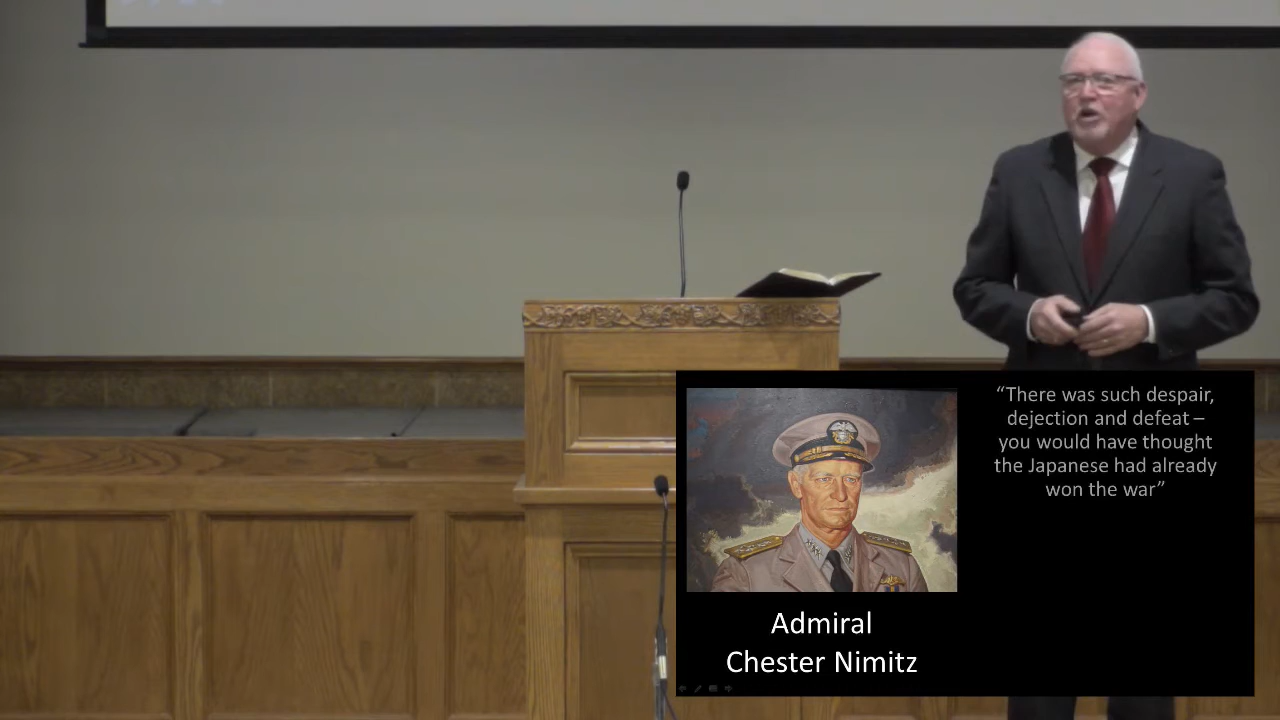 “There was such despair,
dejection and defeat –
you would have thought
the Japanese had already
won the war”
Admiral
Chester Nimitz